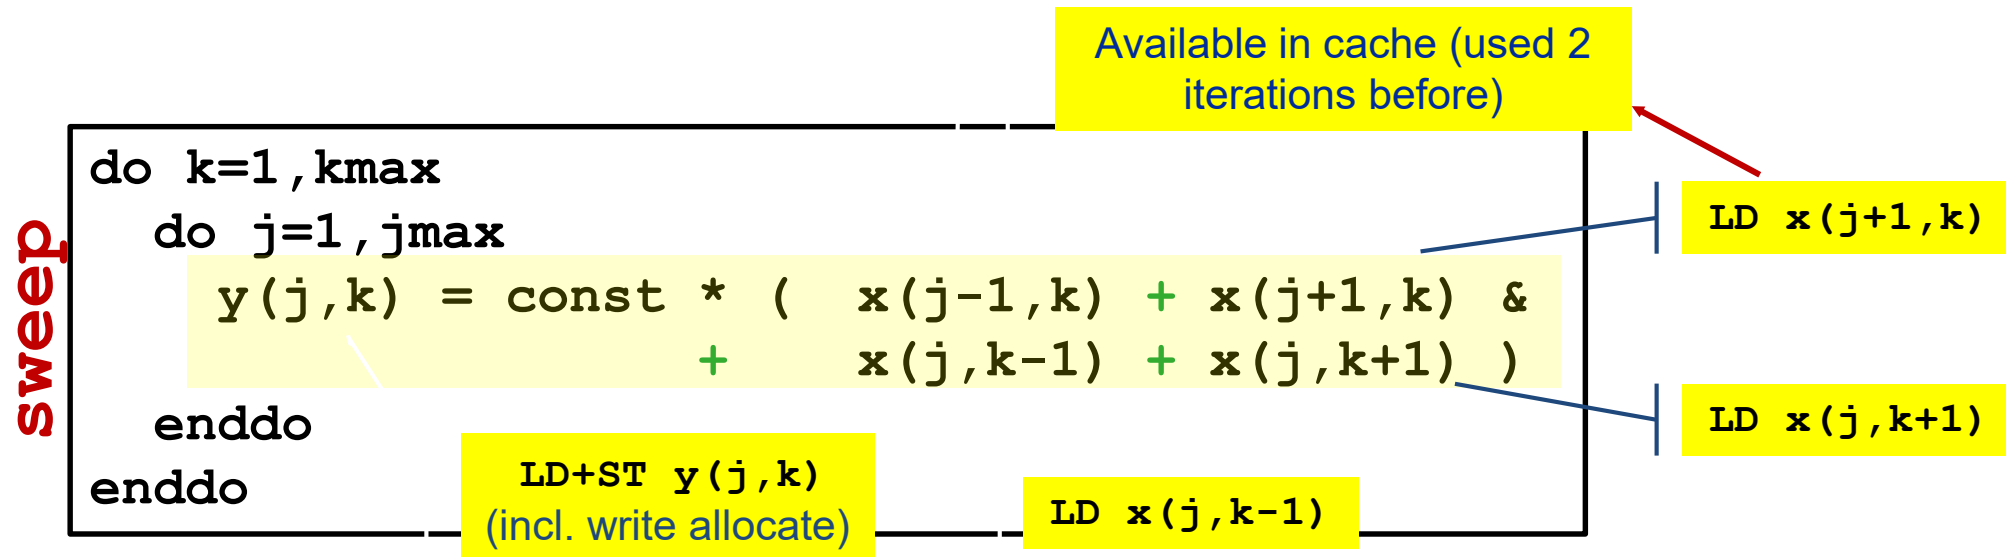 Available in cache (used 2
iterations before)
sweep
do k=1,kmax
do j=1,jmax
y(j,k) = const * ( x(j-1,k) + x(j+1,k) &
+ x(j,k-1) + x(j,k+1) )
enddo
enddo
LD x(j+1,k)
LD x(j,k+1)
LD+ST y(j,k)
(incl. write allocate)
LD x(j,k-1)